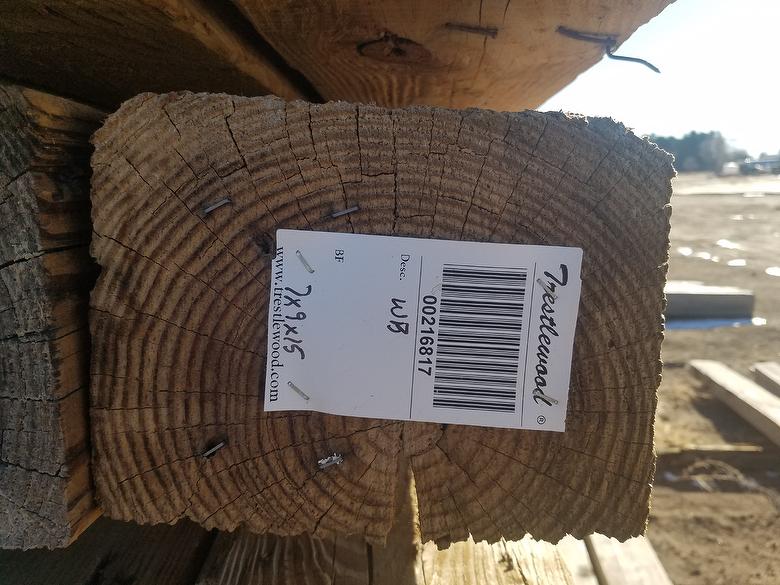 Trestlewood ®
00216817
Desc. WB
BF
7x9x15
www.trestlewood.com